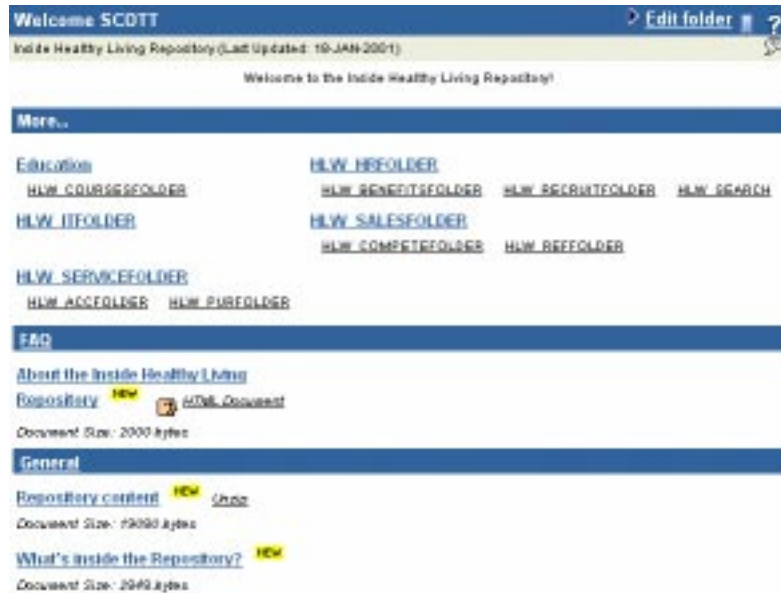 Welcome SCOTT Edit folder ?
Inside Healthy Living Repository (Last Updated: 19-JAN-2001)
Welcome to the Inside Healthy Living Repository!
More...
Education HLW_HRFOLDER
HLW_COURSESFOLDER HLW_BENEFITSFOLDER HLW_RECRUITFOLDER HLW_SEARCH
HLW_ITFOLDER HLW_SALESFOLDER
HLW_COMPETEFOLDER HLW_REFFOLDER
HLW_SERVICEFOLDER
HLW_ACCFOLDER HLW_PURFOLDER
FAQ
About the Inside Healthy Living
Repository NEW HTML Document
Document Size: 2000 bytes
General
Repository content NEW Unzip
Document Size: bytes
What's inside the Repository? NEW
Document Size: bytes